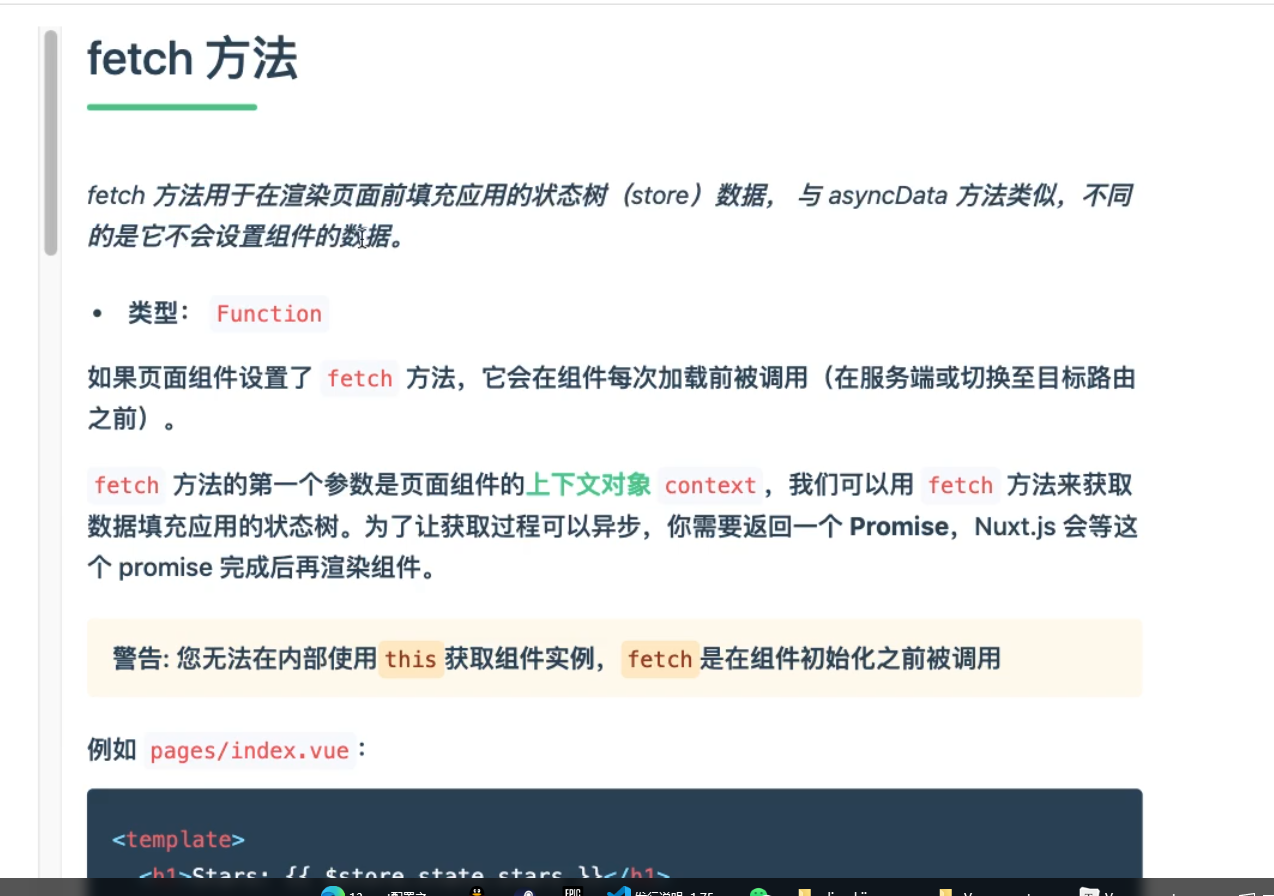 fetch 方法
fetch 方法用于在渲染页面前填充应用的状态树（store）数据， 与 asyncData 方法类似，不同
的是它不会设置组件的数据。
• 类型： Function
如果页面组件设置了 fetch 方法，它会在组件每次加载前被调用（在服务端或切换至目标路由
之前）。
fetch 方法的第一个参数是页面组件的上下文对象 context，我们可以用 fetch 方法来获取
数据填充应用的状态树。为了让获取过程可以异步，你需要返回一个 Promise，Nuxt.js 会等这
个 promise 完成后再渲染组件。
警告: 您无法在内部使用this获取组件实例，fetch是在组件初始化之前被调用
例如 pages/index.vue：
<template>
<h1>Stars: {{ $store.state.stars }}</h1>
EPIC